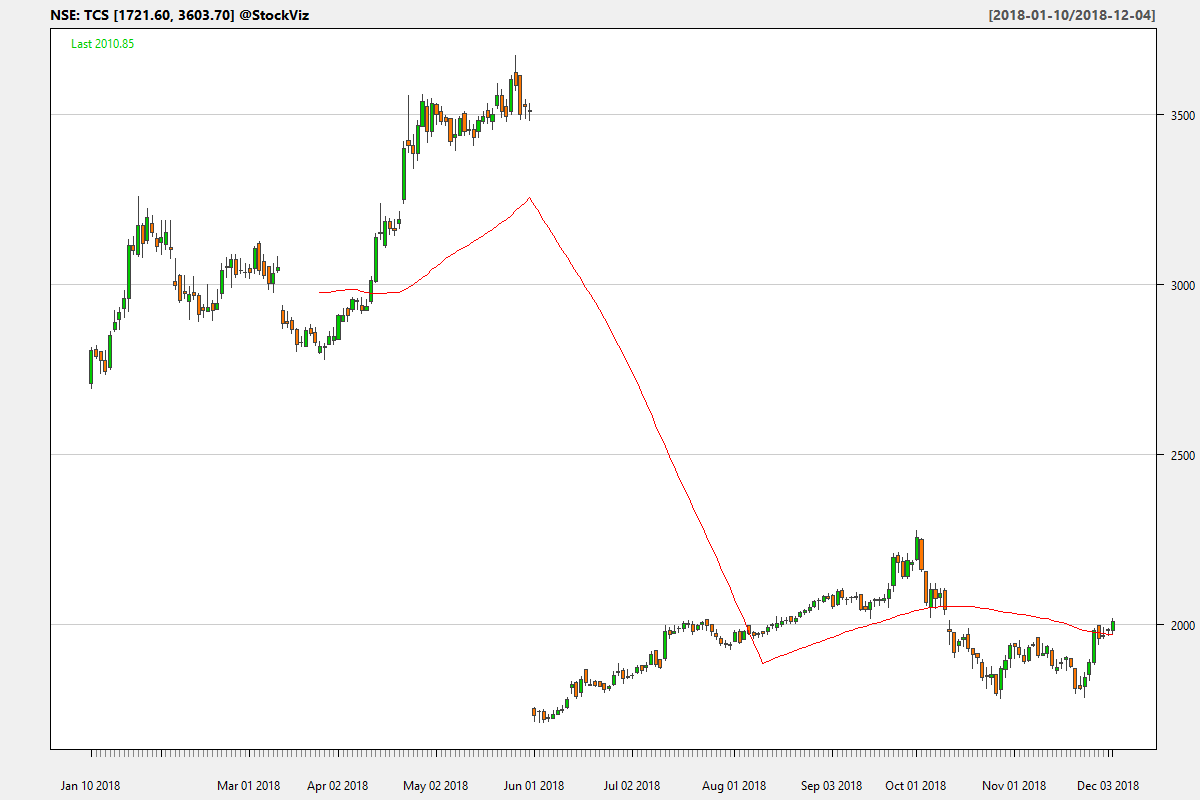 NSE: TCS [1721.60, 3603.70] @StockViz
[2018-01-10/2018-12-04]
Last 2010.85
3500
3000
2500
2000
Jan 10 2018 Mar 01 2018 Apr 02 2018 May 02 2018 Jun 01 2018 Jul 02 2018 Aug 01 2018 Sep 03 2018 Oct 01 2018 Nov 01 2018 Dec 03 2018